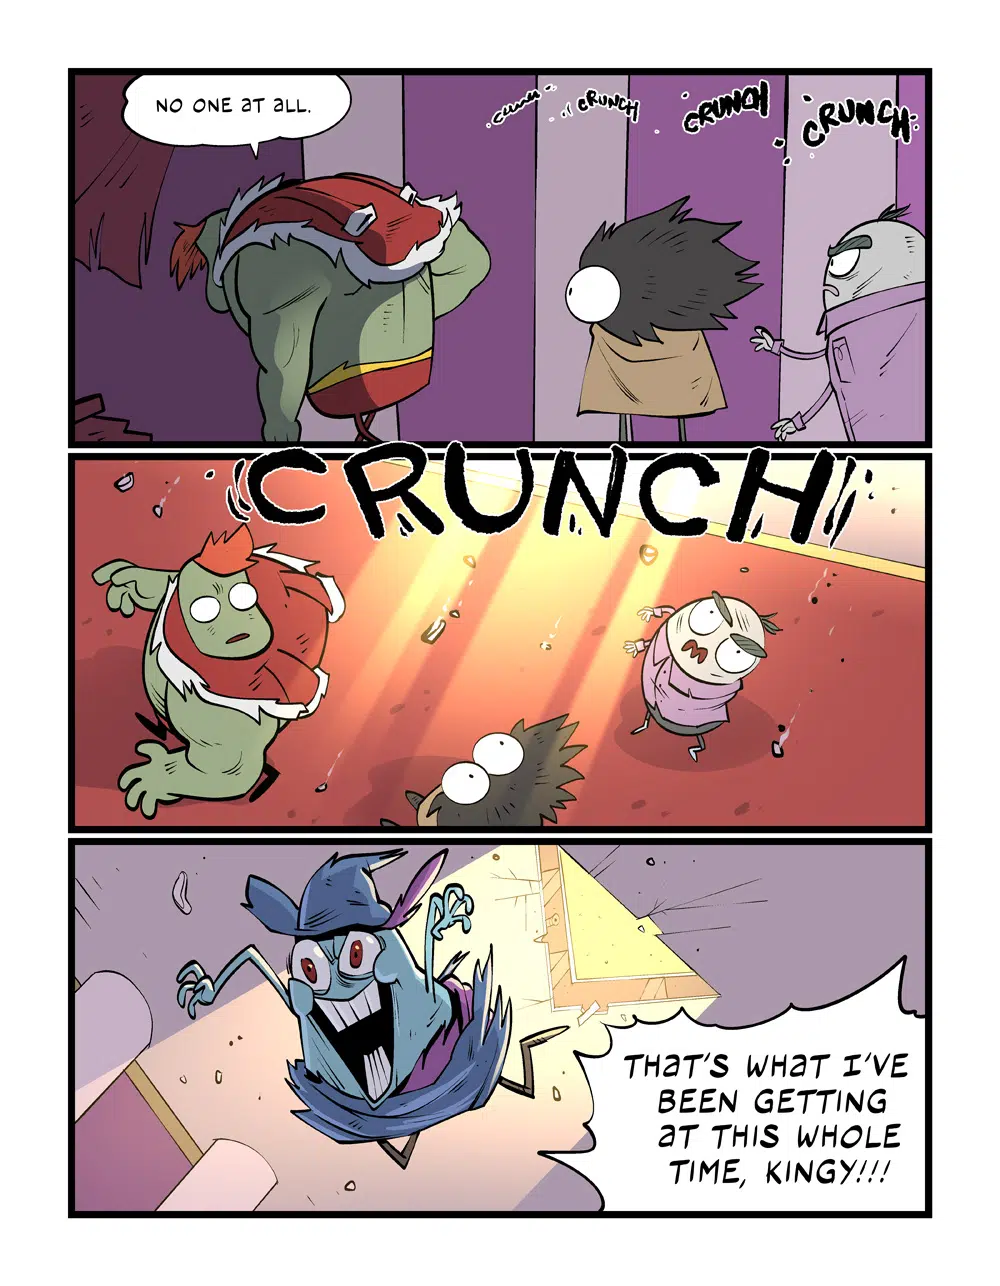 NO ONE AT ALL.
CRUNCH
CRUNCH
CRUNCH
CRUNCH
THAT'S WHAT I'VE
BEEN GETTING
AT THIS WHOLE
TIME, KINGY!!!